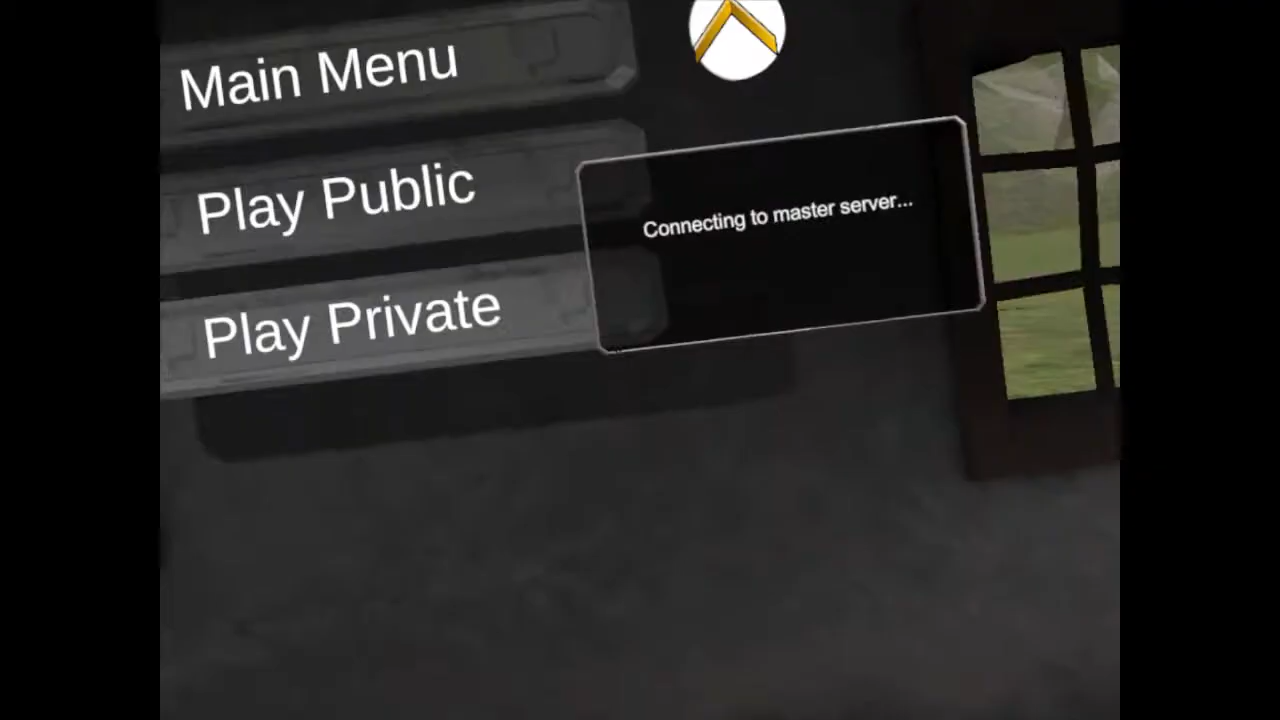 Main Menu
Play Public
Play Private
Connecting to master server...